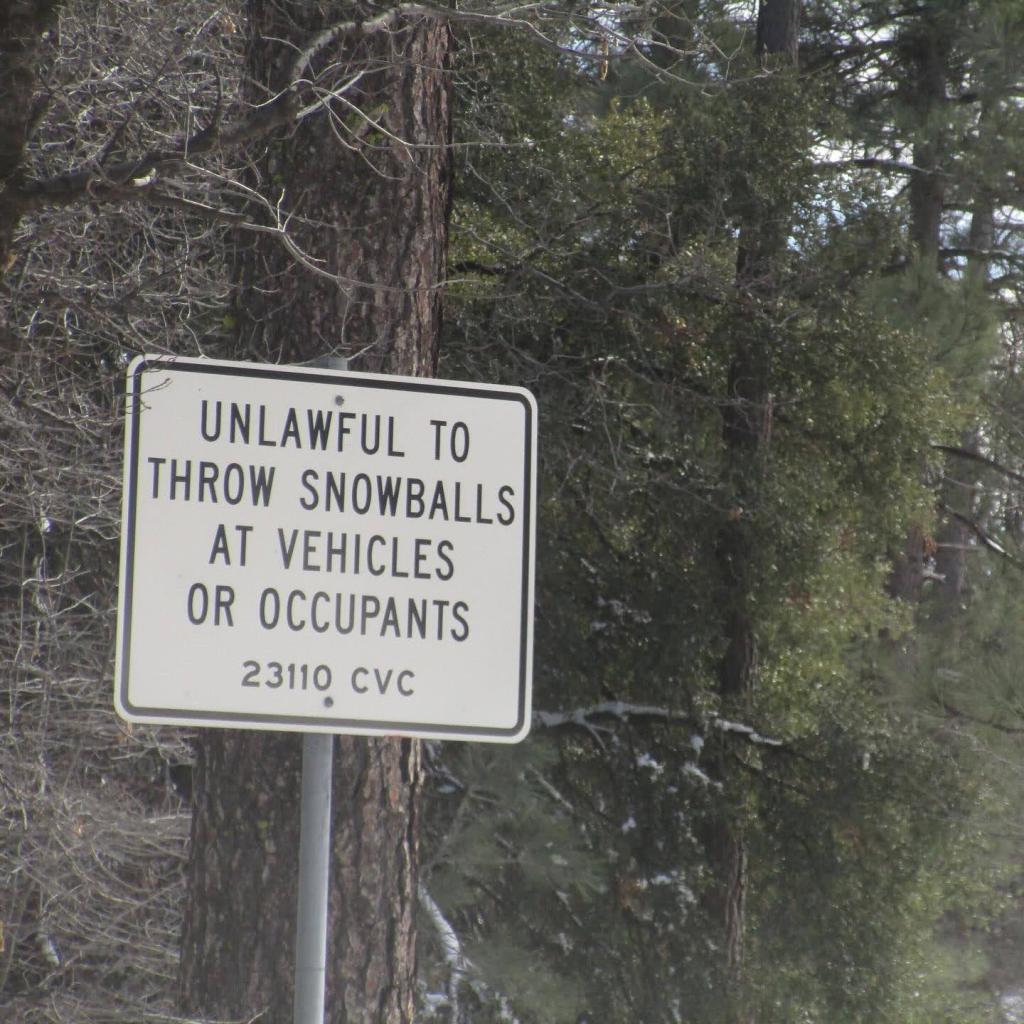 UNLAWFUL TO
THROW SNOWBALLS
AT VEHICLES
OR OCCUPANTS
23110 CVC